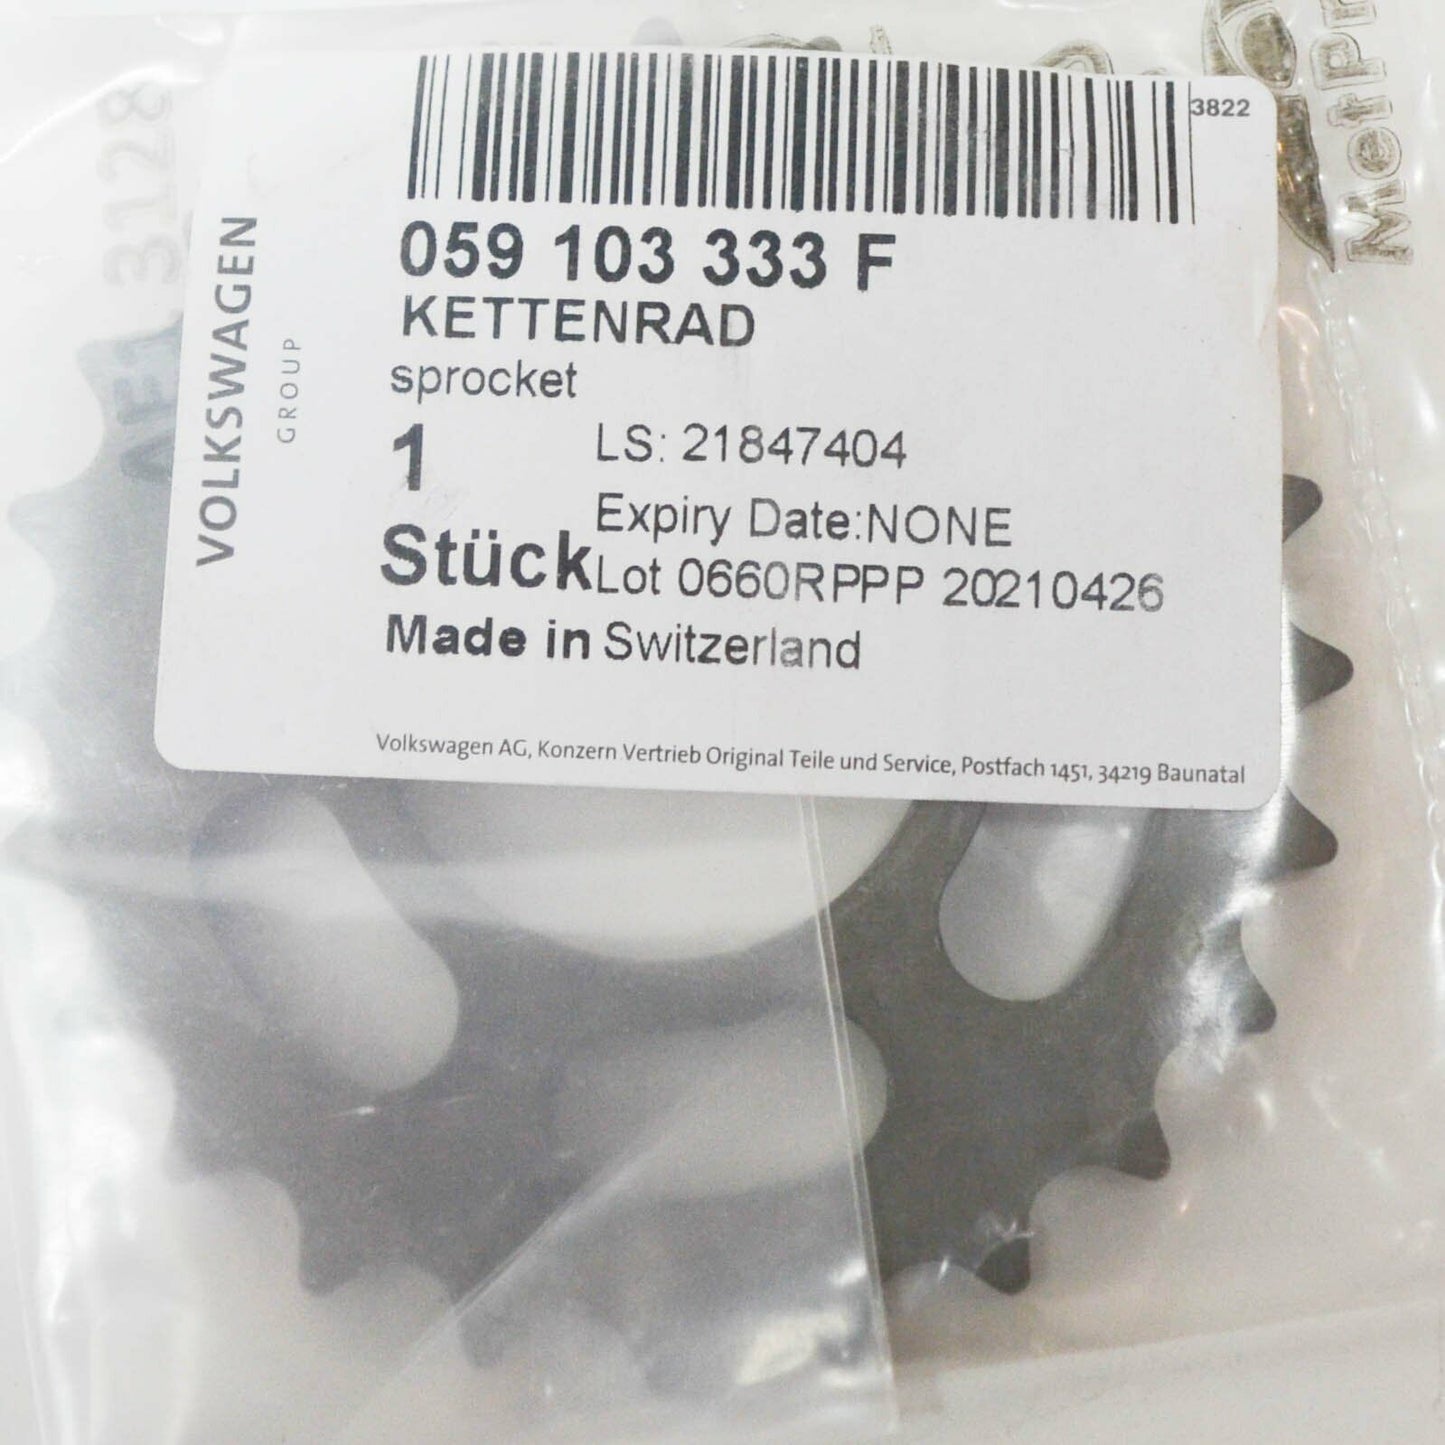 3822
059 103 333 F
KETTENRAD
sprocket
1 LS: 21847404
Expiry Date:NONE
Stück Lot 0660RPPP 20210426
Made in Switzerland
Volkswagen AG, Konzern Vertrieb Original Teile und Service, Postfach 1451, 34219 Baunatal
VOLKSWAGEN
GROUP
3128